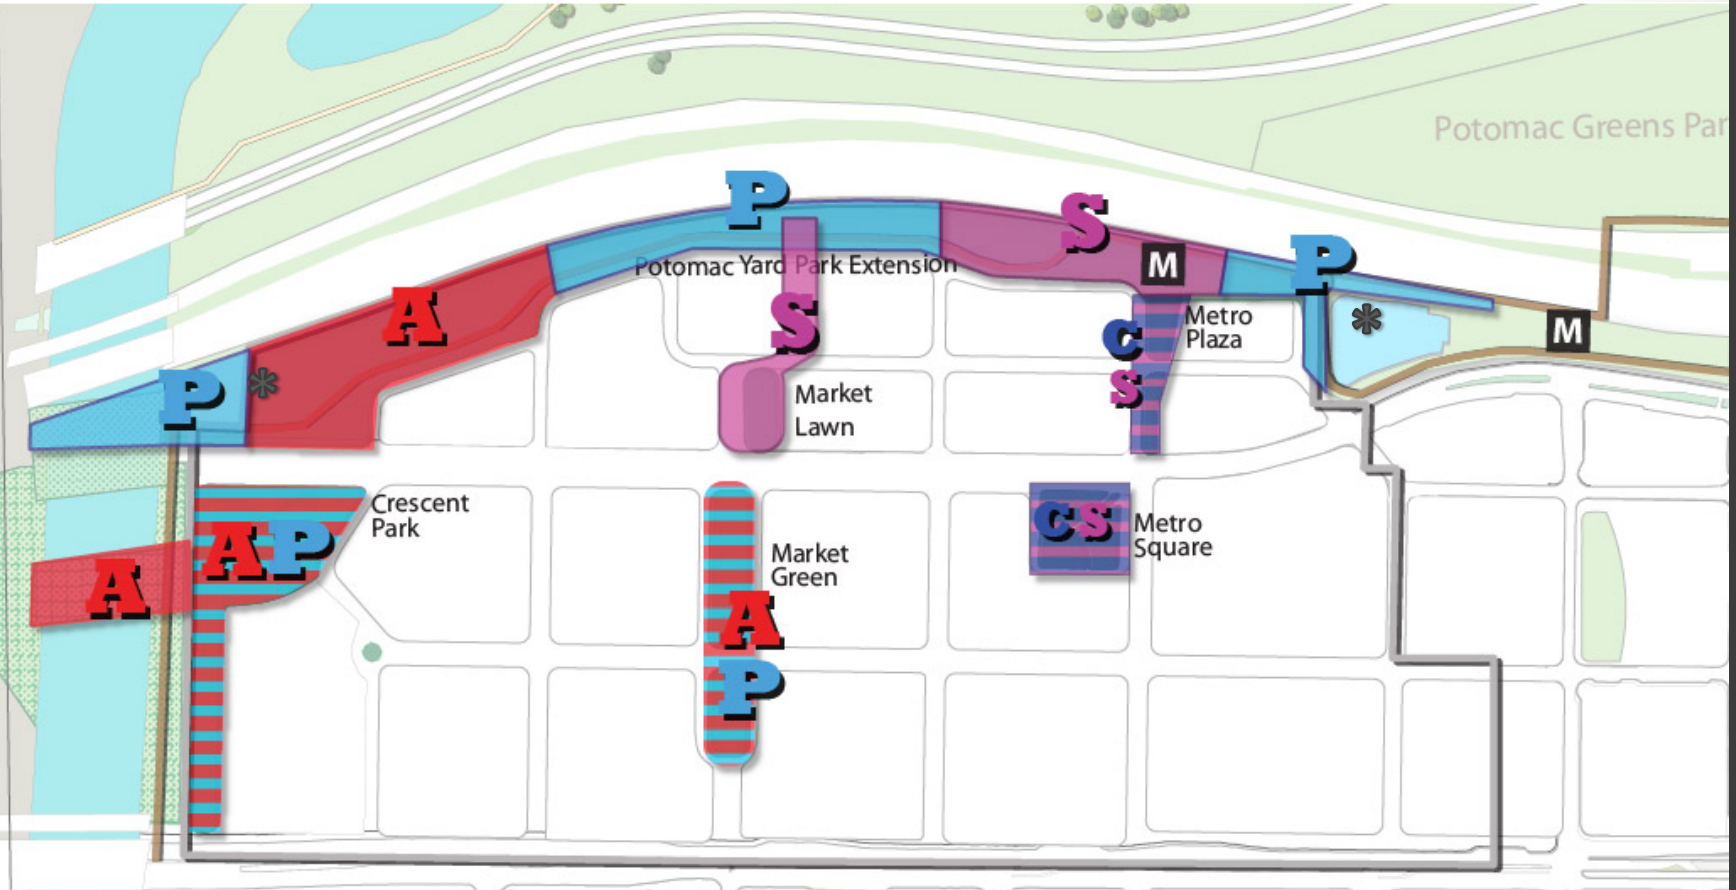 Potomac Greens Par
P
S
P
Potomac Yard Park Extension
M
A
S
Metro
Plaza
C
S
*
M
P
*
Market
Lawn
Crescent
Park
A P
A
Market
Green
A
P
C S
Metro
Square